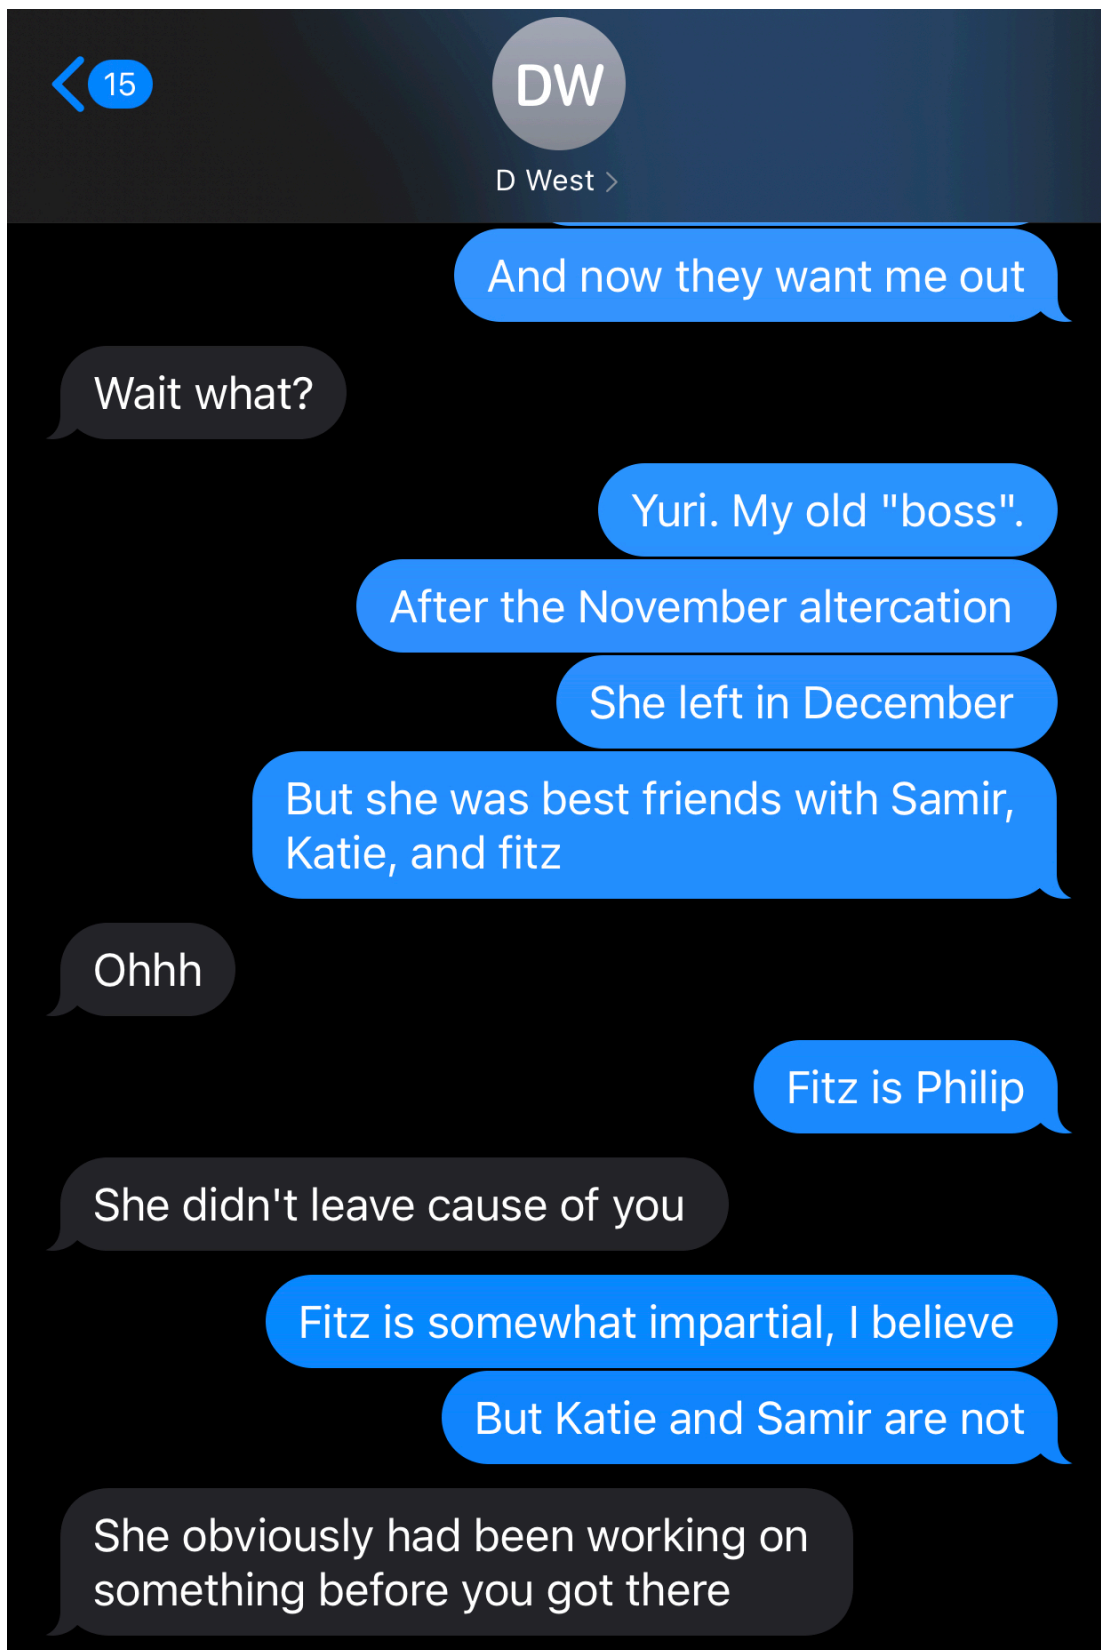 15
DW
D West
And now they want me out
Wait what?
Yuri. My old "boss".
After the November altercation
She left in December
But she was best friends with Samir,
Katie, and fitz
Ohhh
Fitz is Philip
She didn't leave cause of you
Fitz is somewhat impartial, I believe
But Katie and Samir are not
She obviously had been working on
something before you got there